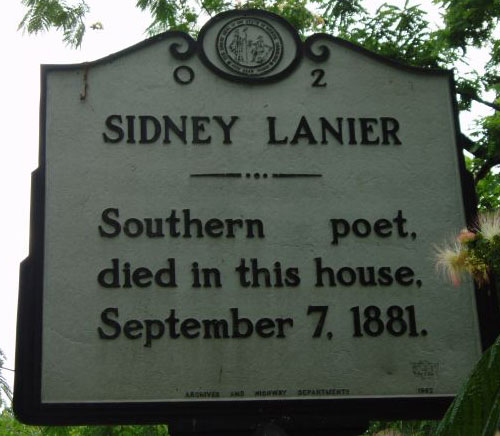 O 2
SIDNEY LANIER
Southern poet,
died in this house,
September 7, 1881.
ARCHIVES AND HIGHWAY DEPARTMENTS